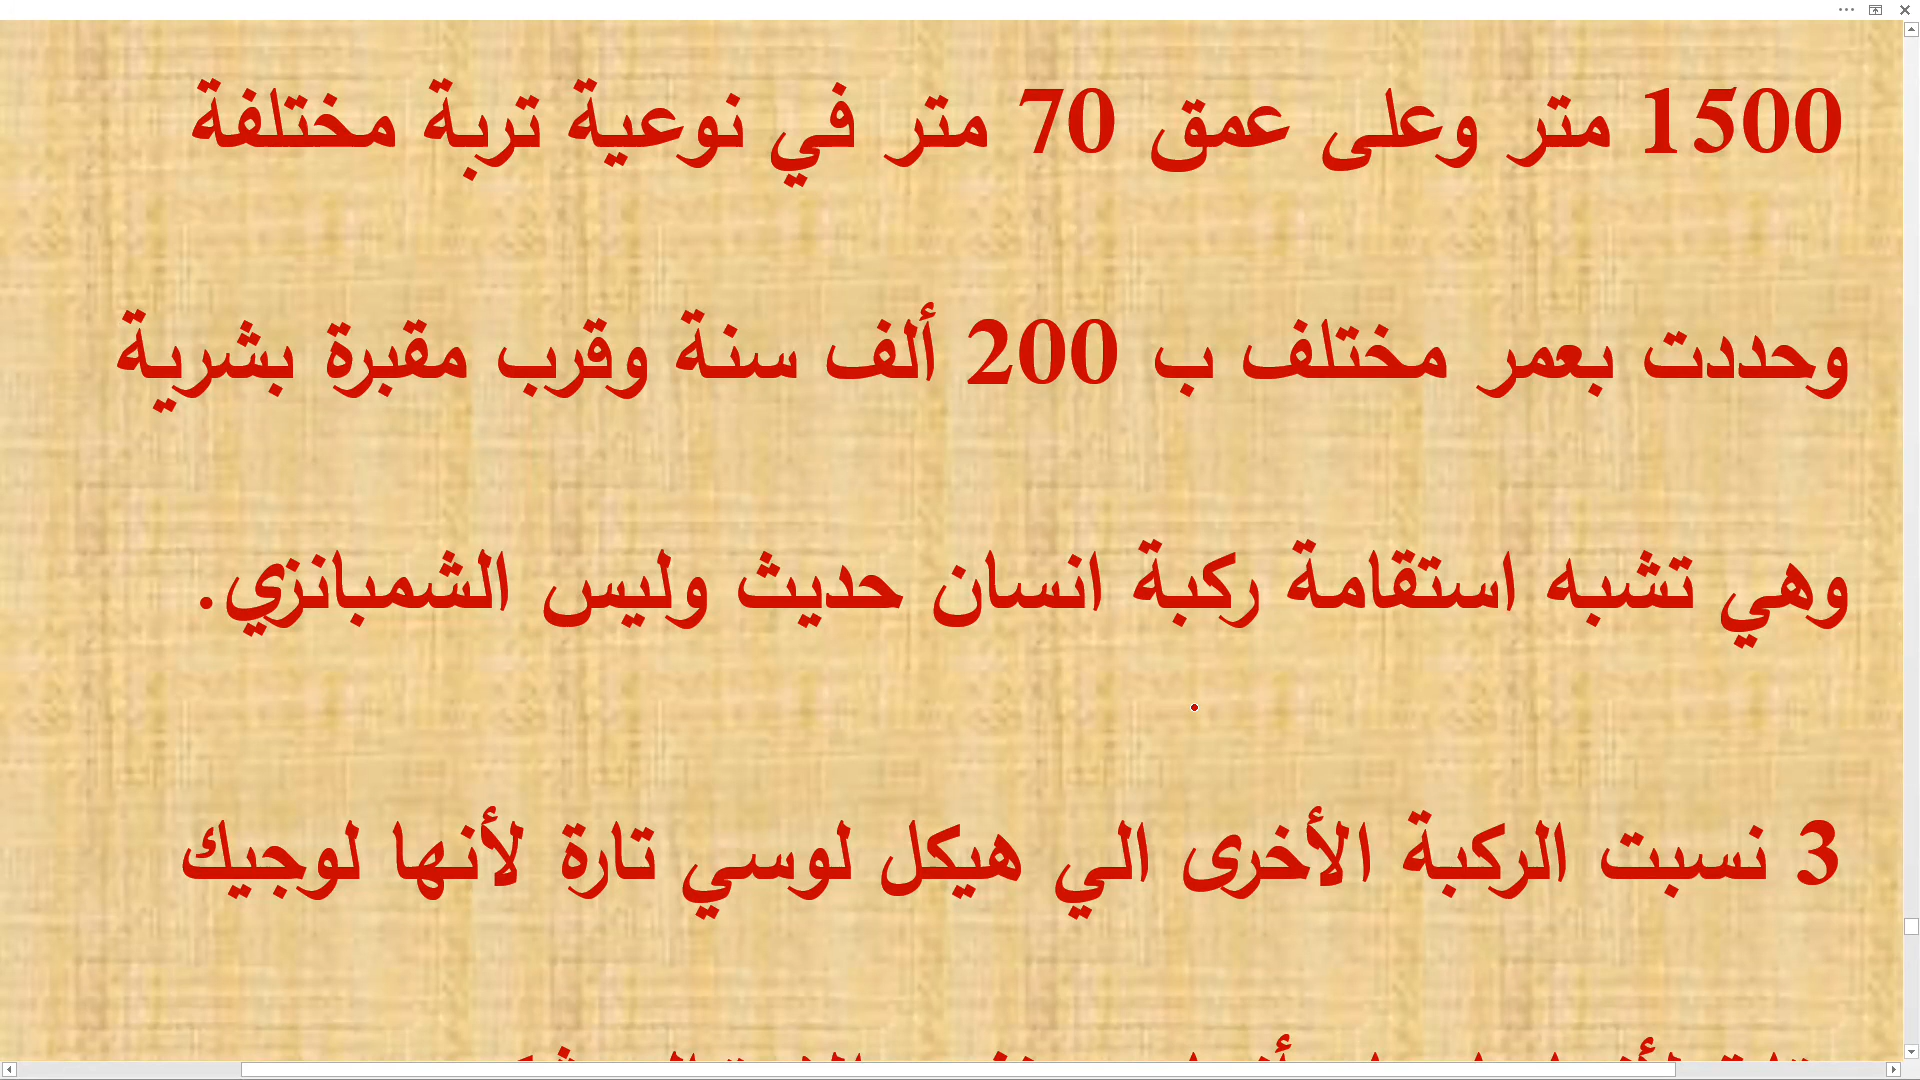 1500 متر وعلى عمق 70 متر في نوعية تربة مختلفة
وحددت بعمر مختلف ب 200 ألف سنة وقرب مقبرة بشرية
وهي تشبه استقامة ركبة انسان حديث وليس الشمبانزي.
3 نسبت الركبة الأخرى الي هيكل لوسي تارة لأنها لوجيك